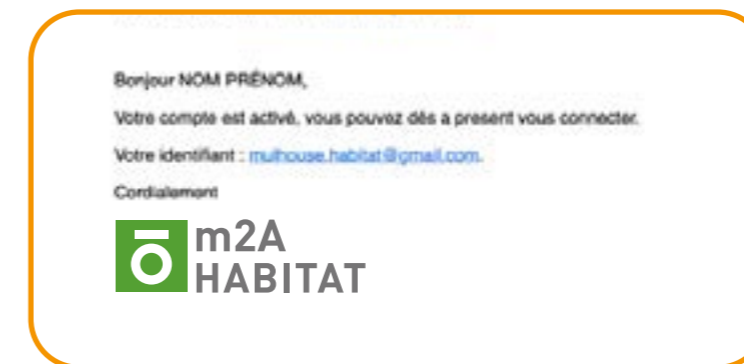 Bonjour NOM PRÉNOM,
Votre compte est activé, vous pouvez dès a present vous connecter.
Votre identifiant : mulhouse.habitat@gmail.com.
Cordialement
m2A
HABITAT